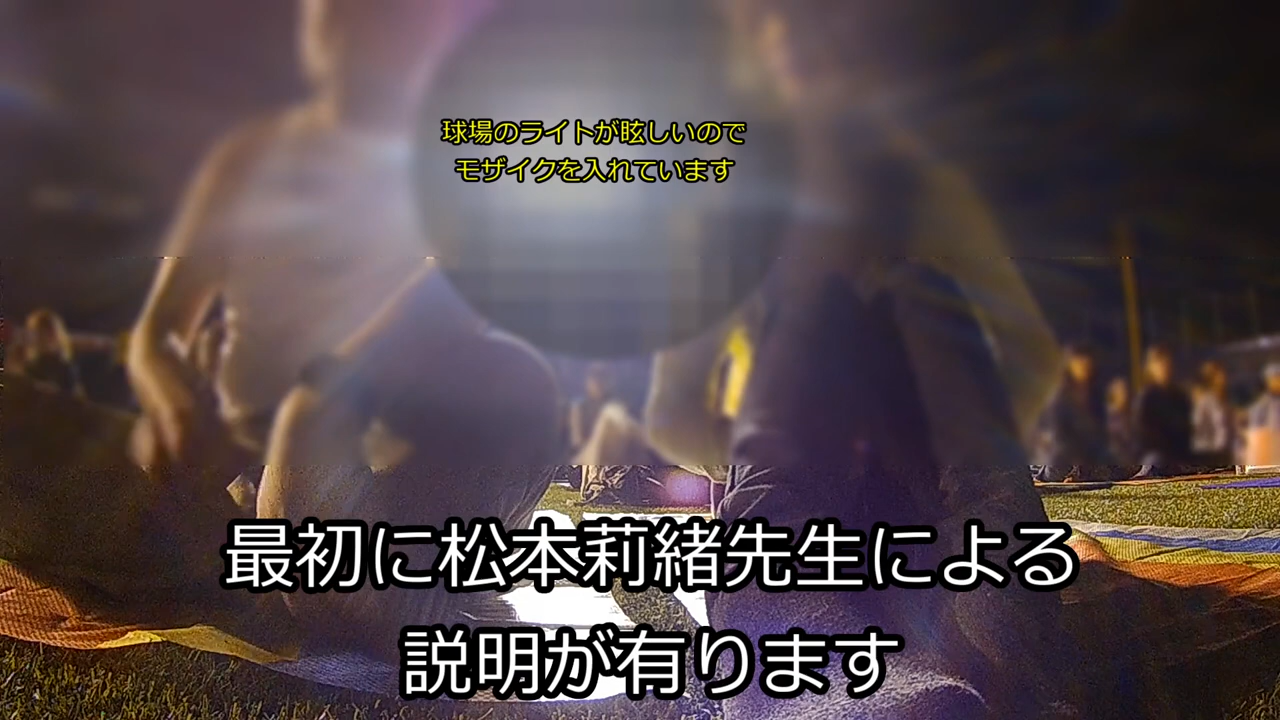 球場のライトが眩しいので
モザイクを入れています
最初に松本莉緒先生による
説明が有ります